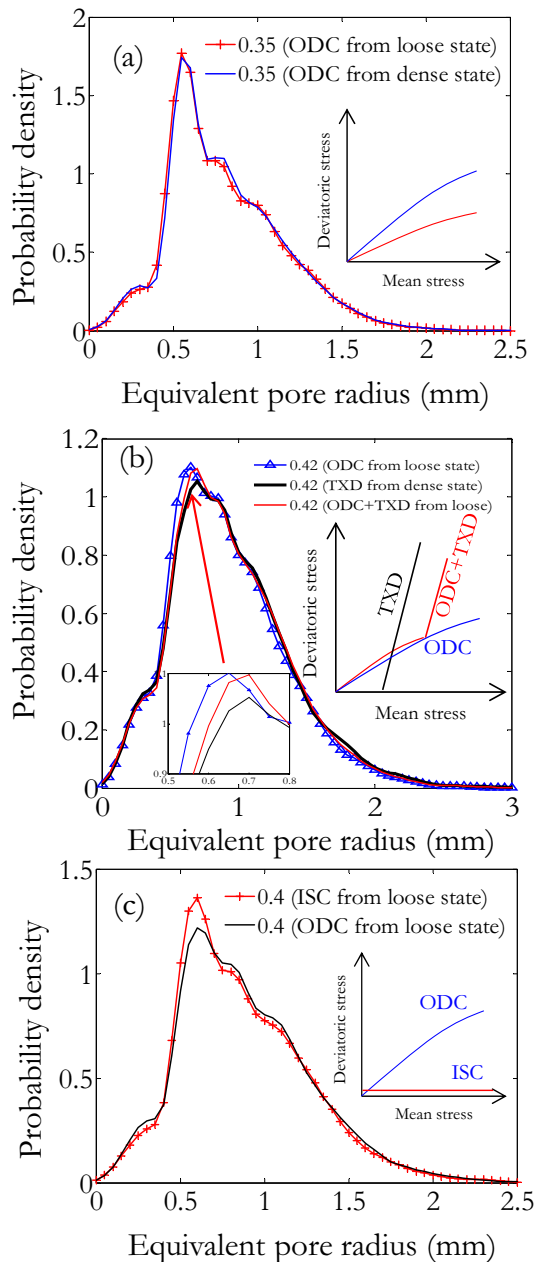 (a)
0.35 (ODC from loose state)
0.35 (ODC from dense state)
Probability density
2
1.5
1
0.5
0
0 0.5 1 1.5 2 2.5
Equivalent pore radius (mm)
Deviatoric stress
Mean stress
(b)
0.42 (ODC from loose state)
0.42 (TXD from dense state)
0.42 (ODC+TXD from loose)
Probability density
1.2
1
0.8
0.6
0.4
0.2
0
0 1 2 3
Equivalent pore radius (mm)
1.1
1
0.9
0.5 0.6 0.7 0.8
Deviatoric stress
TXD
ODC+TXD
ODC
Mean stress
(c)
0.4 (ISC from loose state)
0.4 (ODC from loose state)
Probability density
1.5
1
0.5
0
0 0.5 1 1.5 2 2.5
Equivalent pore radius (mm)
Deviatoric stress
ODC
ISC
Mean stress